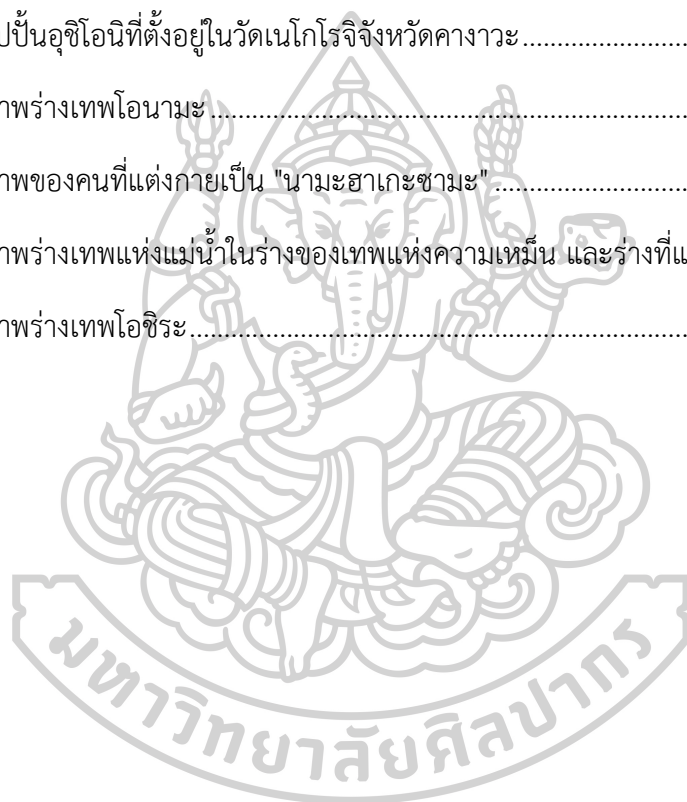 ปปั้นอุชิโอนิที่ตั้งอยู่ในวัดเนโกโรจิจังหวัดคางาวะ........................
าพร่างเทพโอนามะ......................................................................
าพของคนที่แต่งกายเป็น "นามะฮาเกะซามะ"............................
าพร่างเทพแห่งแม่น้ำในร่างของเทพแห่งความเหม็น และร่างที่แ
าพร่างเทพโอชิระ.........................................................................
มหาวิทยาลัยศิลปากร